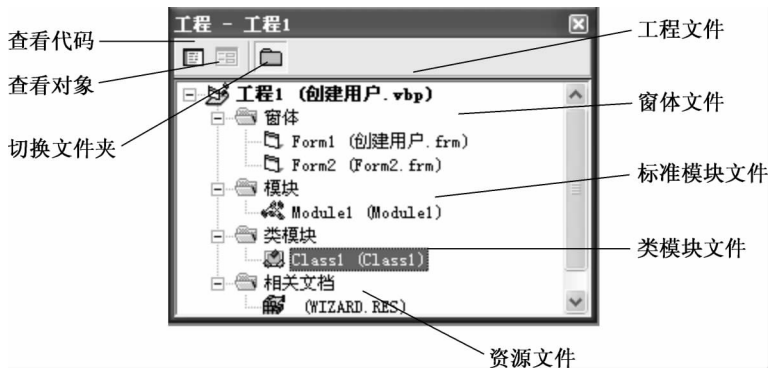 工程 - 工程1
查看代码
查看对象
切换文件夹
工程1 (创建用户.vbp)
窗体
Form1 (创建用户.frm)
Form2 (Form2.frm)
模块
Module1 (Module1)
类模块
Class1 (Class1)
相关文档
(WIZARD.RES)
工程文件
窗体文件
标准模块文件
类模块文件
资源文件